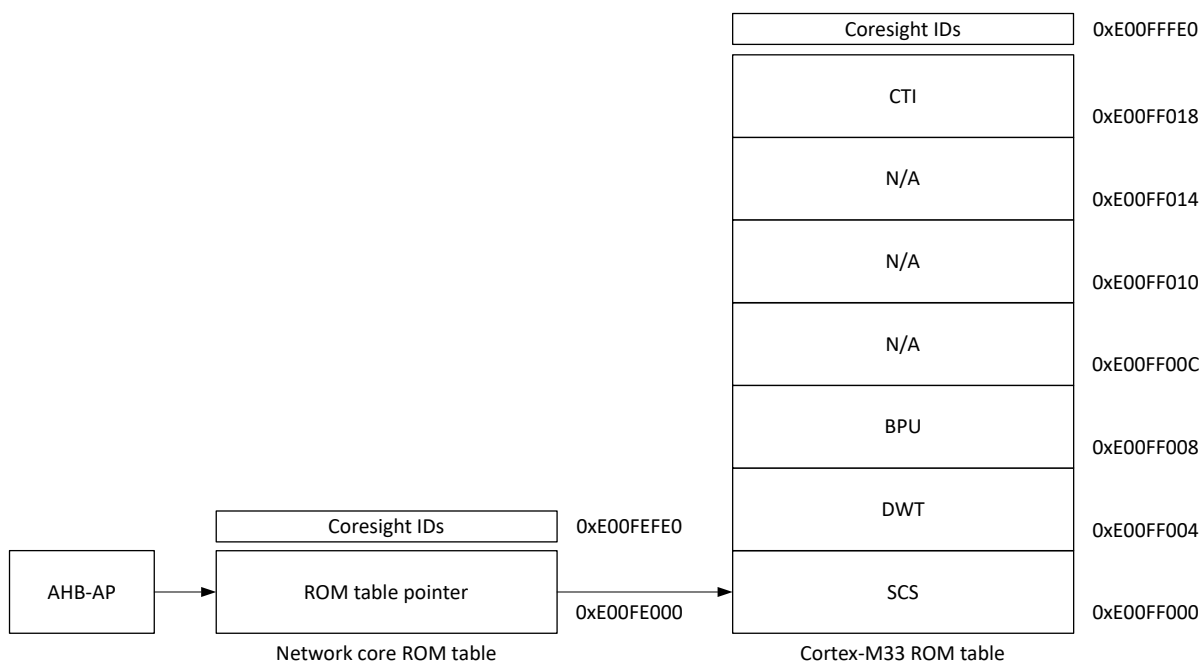 Coresight IDs 0xE00FFFE0
CTI
0xE00FF018
N/A
0xE00FF014
N/A
0xE00FF010
N/A
0xE00FF00C
BPU
0xE00FF008
DWT
Coresight IDs 0xE00FEFE0
0xE00FF004
AHB-AP ROM table pointer SCS
0xE00FE000 0xE00FF000
Network core ROM table Cortex-M33 ROM table